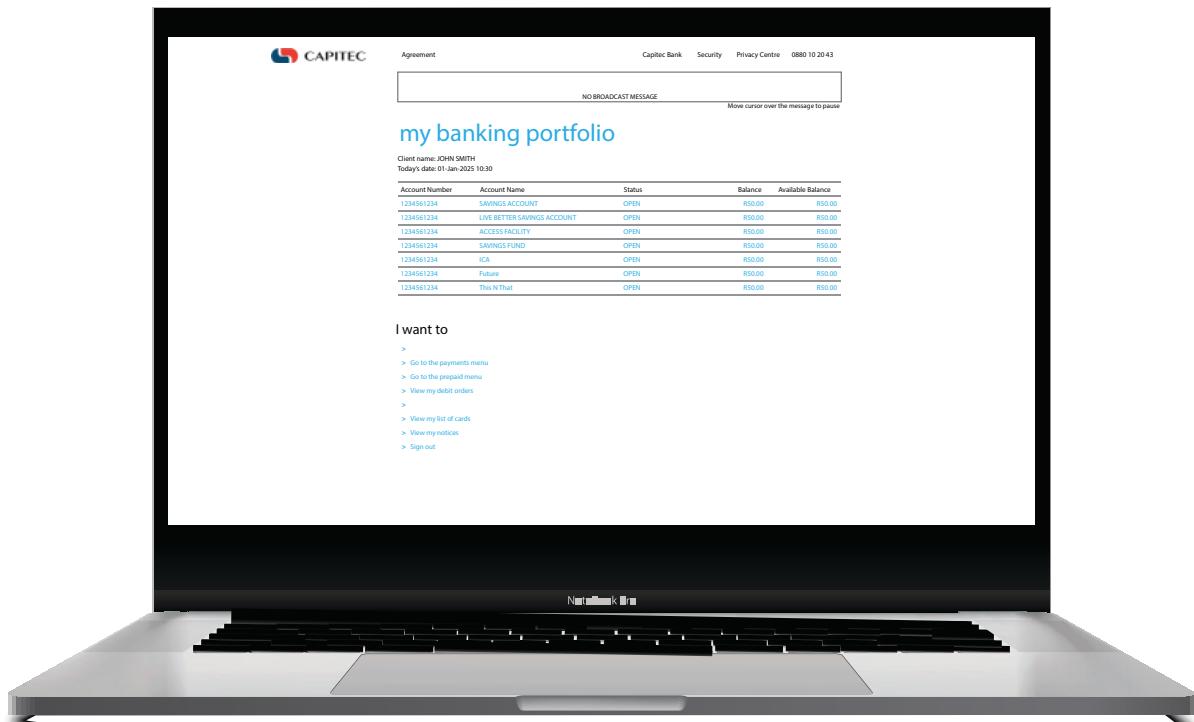 CAPITEC Agreement Capitec Bank Security Privacy Centre 0880 10 20 43
NO BROADCAST MESSAGE
Move cursor over the message to pause
my banking portfolio
Client name: JOHN SMITH
Today's date: 01-Jan-2025 10:30
Account Number Account Name Status Balance Available Balance
1234561234 SAVINGS ACCOUNT OPEN R50.00 R50.00
1234561234 LIVE BETTER SAVINGS ACCOUNT OPEN R50.00 R50.00
1234561234 ACCESS FACILITY OPEN R50.00 R50.00
1234561234 SAVINGS FUND OPEN R50.00 R50.00
1234561234 ICA OPEN R50.00 R50.00
1234561234 Future OPEN R50.00 R50.00
1234561234 This N That OPEN R50.00 R50.00
I want to
>
> Go to the payments menu
> Go to the prepaid menu
> View my debit orders
>
> View my list of cards
> View my notices
> Sign out